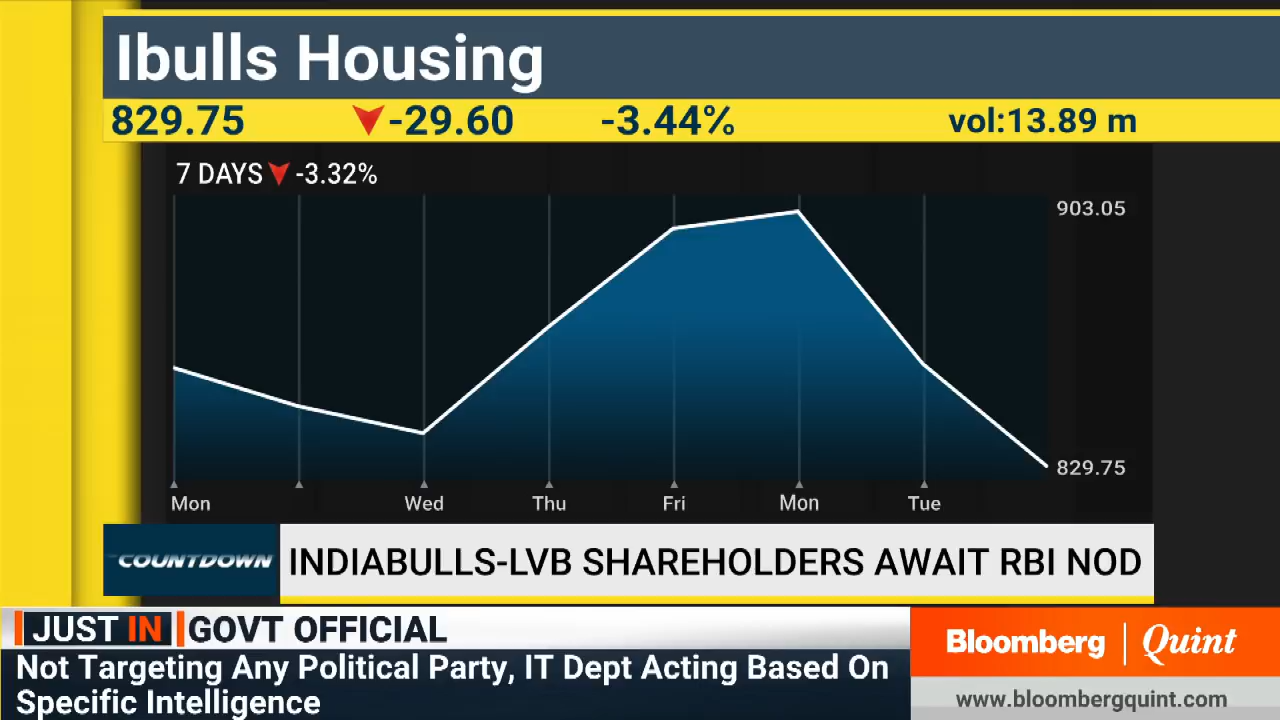 Ibulls Housing
829.75 -29.60 -3.44% vol:13.89 m
7 DAYS -3.32%
903.05
829.75
Mon Wed Thu Fri Mon Tue
COUNTDOWN INDIABULLS-LVB SHAREHOLDERS AWAIT RBI NOD
JUST IN GOVT OFFICIAL
Not Targeting Any Political Party, IT Dept Acting Based On
Specific Intelligence
Bloomberg | Quint
www.bloombergquint.com